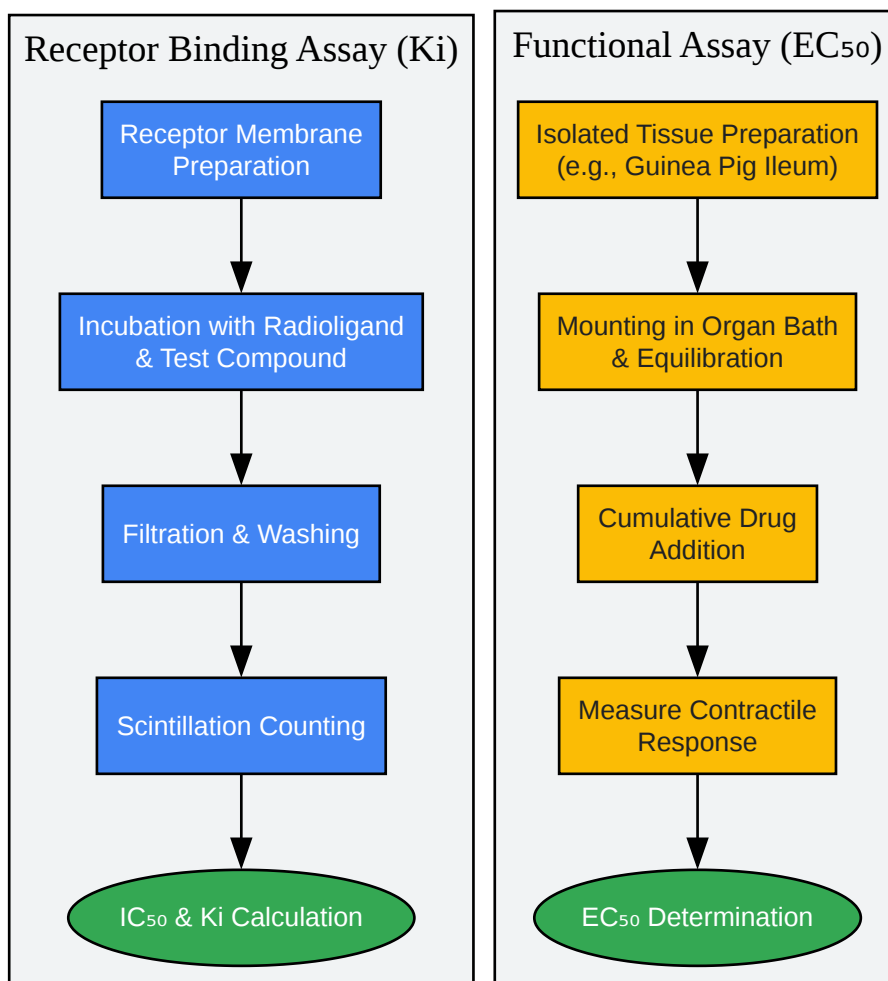 Receptor Binding Assay (Ki)
Receptor Membrane
Preparation
Incubation with Radioligand
& Test Compound
Filtration & Washing
Scintillation Counting
IC₅₀ & Ki Calculation
Functional Assay (EC₅₀)
Isolated Tissue Preparation
(e.g., Guinea Pig Ileum)
Mounting in Organ Bath
& Equilibration
Cumulative Drug
Addition
Measure Contractile
Response
EC₅₀ Determination